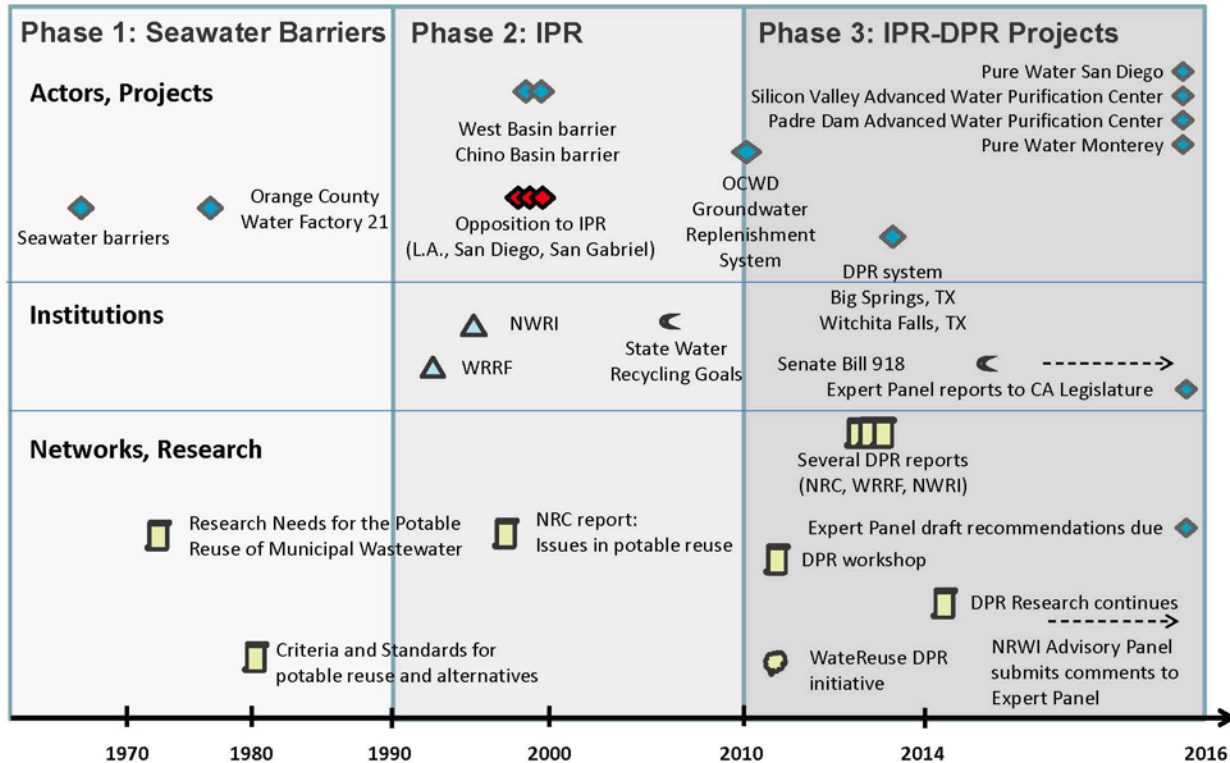 Phase 1: Seawater Barriers
Phase 2: IPR
Phase 3: IPR-DPR Projects
Actors, Projects
Seawater barriers
Orange County
Water Factory 21
West Basin barrier
Chino Basin barrier
Opposition to IPR
(L.A., San Diego, San Gabriel)
OCWD
Groundwater
Replenishment
System
Pure Water San Diego
Silicon Valley Advanced Water Purification Center
Padre Dam Advanced Water Purification Center
Pure Water Monterey
DPR system
Big Springs, TX
Witchita Falls, TX
Institutions
NWRI
WRRF
State Water
Recycling Goals
Senate Bill 918
Expert Panel reports to CA Legislature
Networks, Research
Research Needs for the Potable
Reuse of Municipal Wastewater
Criteria and Standards for
potable reuse and alternatives
NRC report:
Issues in potable reuse
Several DPR reports
(NRC, WRRF, NWRI)
Expert Panel draft recommendations due
DPR workshop
DPR Research continues
WateReuse DPR
initiative
NRWI Advisory Panel
submits comments to
Expert Panel
1970
1980
1990
2000
2010
2014
2016